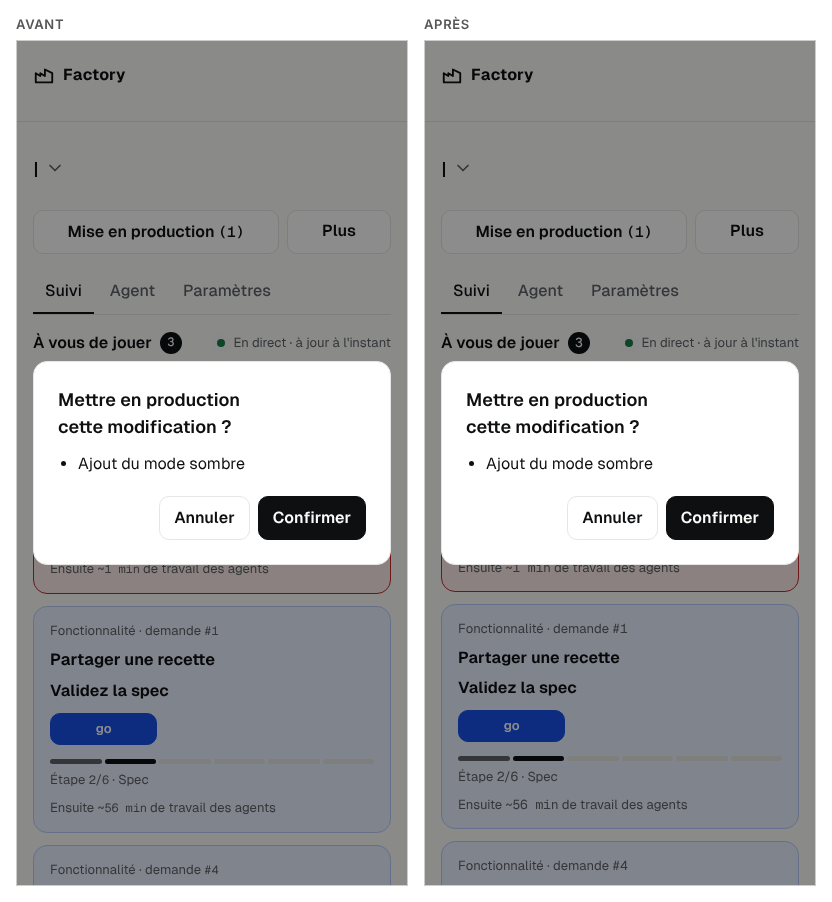 AVANT
Factory
Mise en production (1)
Plus
Suivi
Agent
Paramètres
À vous de jouer 3
En direct · à jour à l'instant
Mettre en production
cette modification ?
• Ajout du mode sombre
Annuler
Confirmer
Ensuite ~1 min de travail des agents
Fonctionnalité · demande #1
Partager une recette
Validez la spec
go
Étape 2/6 · Spec
Ensuite ~56 min de travail des agents
Fonctionnalité · demande #4
APRÈS
Factory
Mise en production (1)
Plus
Suivi
Agent
Paramètres
À vous de jouer 3
En direct · à jour à l'instant
Mettre en production
cette modification ?
• Ajout du mode sombre
Annuler
Confirmer
Ensuite ~1 min de travail des agents
Fonctionnalité · demande #1
Partager une recette
Validez la spec
go
Étape 2/6 · Spec
Ensuite ~56 min de travail des agents
Fonctionnalité · demande #4